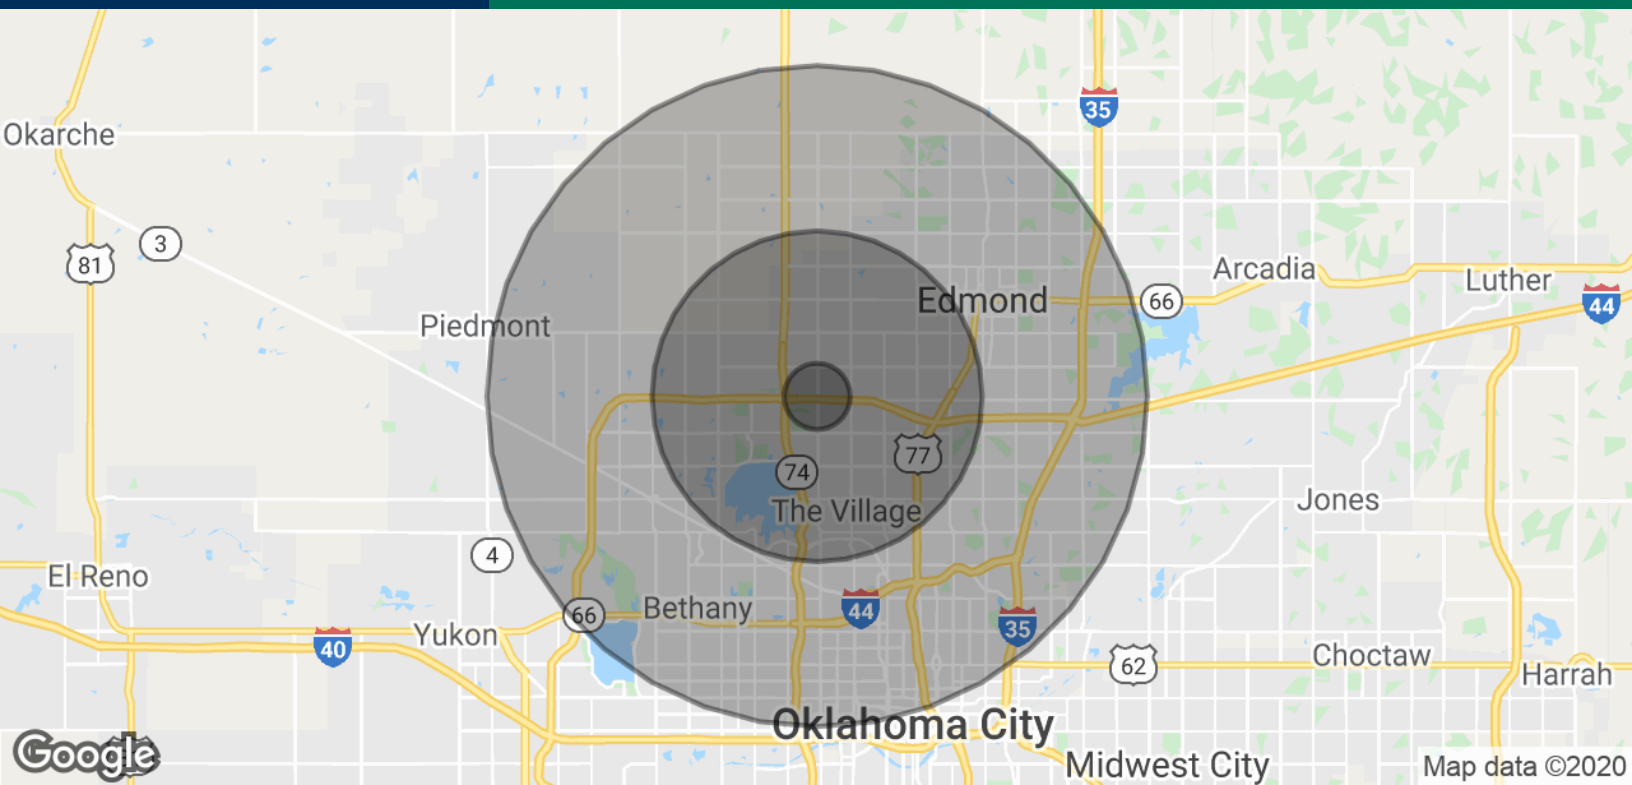 35
Okarche
3
81
Arcadia
Luther
66
44
Edmond
Piedmont
77
74
The Village
Jones
4
El Reno
66
Bethany
44
35
Yukon
40
62
Choctaw
Harrah
Oklahoma City
Midwest City
Google
Map data ©2020